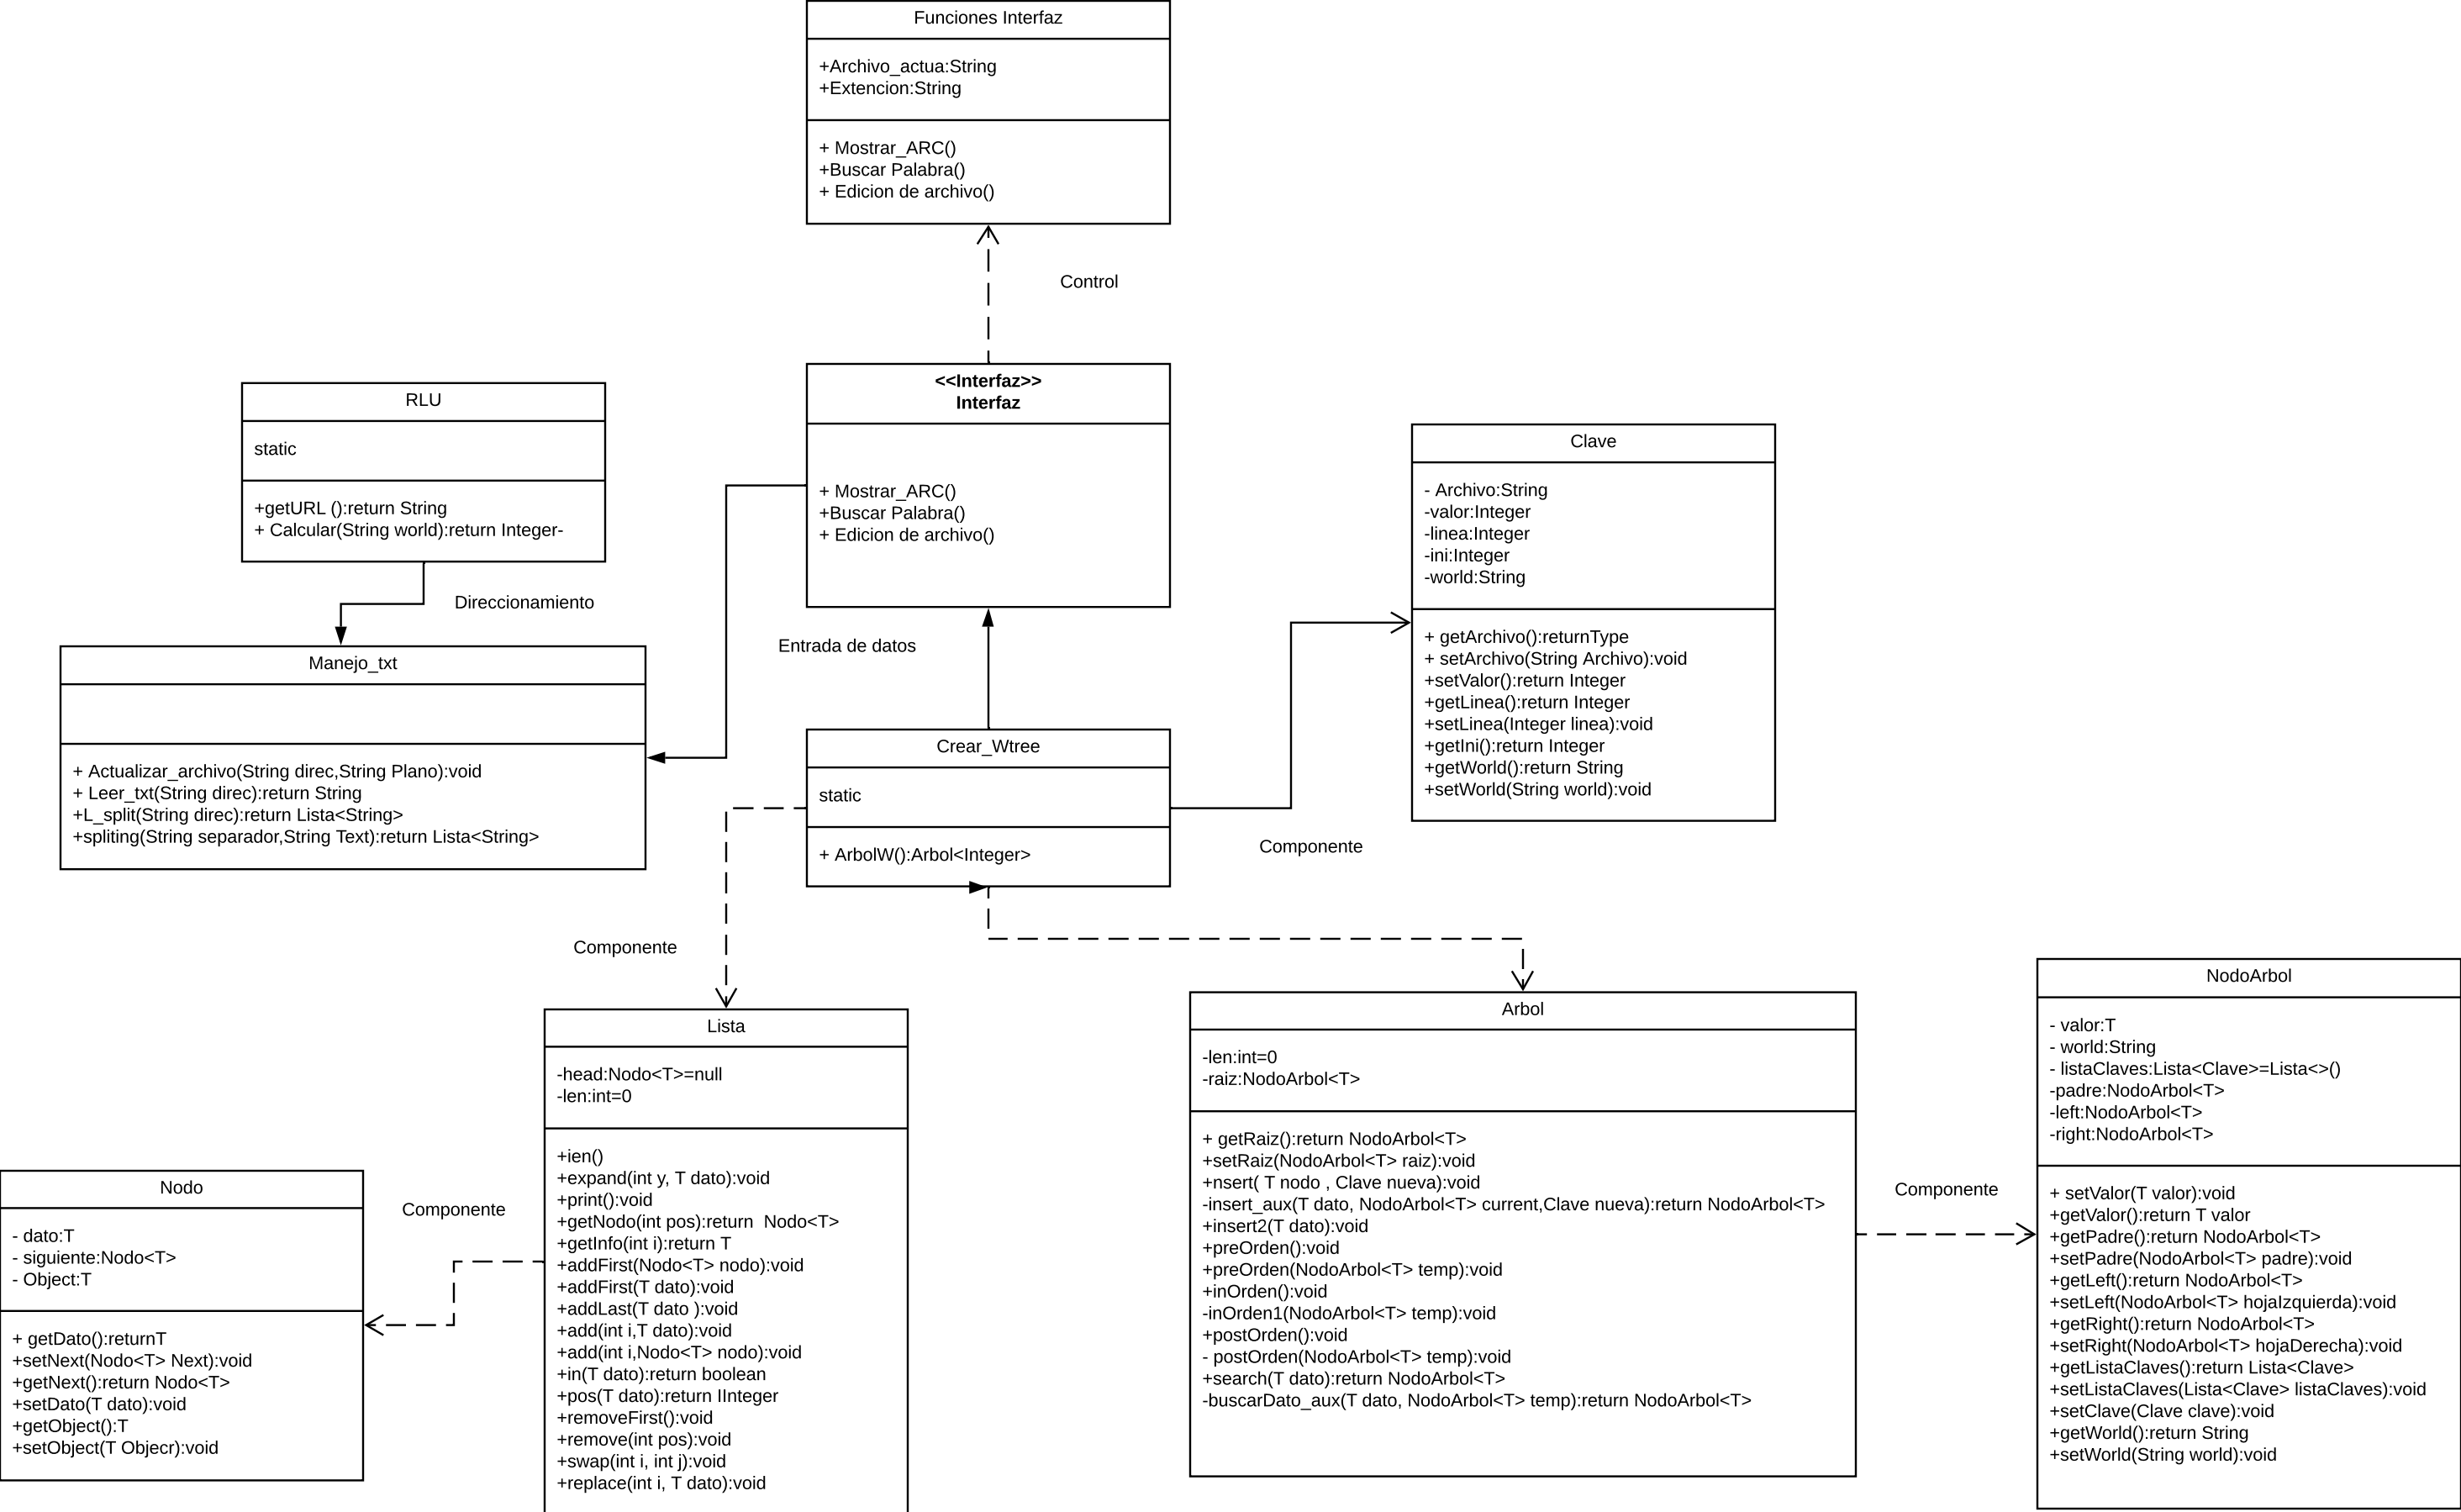 Funciones Interfaz
+Archivo_actua:String
+Extencion:String
+ Mostrar_ARC()
+Buscar Palabra()
+ Edicion de archivo()
Control
<<Interfaz>>
Interfaz
+ Mostrar_ARC()
+Buscar Palabra()
+ Edicion de archivo()
RLU
static
+getURL ():return String
+ Calcular(String world):return Integer-
Direccionamiento
Manejo_txt
+ Actualizar_archivo(String direc,String Plano):void
+ Leer_txt(String direc):return String
+L_split(String direc):return Lista<String>
+spliting(String separador,String Text):return Lista<String>
Entrada de datos
Crear_Wtree
static
+ ArbolW():Arbol<Integer>
Clave
- Archivo:String
-valor:Integer
-linea:Integer
-ini:Integer
-world:String
+ getArchivo():returnType
+ setArchivo(String Archivo):void
+setValor():return Integer
+getLinea():return Integer
+setLinea(Integer linea):void
+getIni():return Integer
+getWorld():return String
+setWorld(String world):void
Componente
Componente
Lista
-head:Nodo<T>=null
-len:int=0
+ien()
+expand(int y, T dato):void
+print():void
+getNodo(int pos):return  Nodo<T>
+getInfo(int i):return T
+addFirst(Nodo<T> nodo):void
+addFirst(T dato):void
+addLast(T dato ):void
+add(int i,T dato):void
+add(int i,Nodo<T> nodo):void
+in(T dato):return boolean
+pos(T dato):return IInteger
+removeFirst():void
+remove(int pos):void
+swap(int i, int j):void
+replace(int i, T dato):void
Componente
Nodo
- dato:T
- siguiente:Nodo<T>
- Object:T
+ getDato():returnT
+setNext(Nodo<T> Next):void
+getNext():return Nodo<T>
+setDato(T dato):void
+getObject():T
+setObject(T Objecr):void
Arbol
-len:int=0
-raiz:NodoArbol<T>
+ getRaiz():return NodoArbol<T>
+setRaiz(NodoArbol<T> raiz):void
+nsert( T nodo , Clave nueva):void
-insert_aux(T dato, NodoArbol<T> current,Clave nueva):return NodoArbol<T>
+insert2(T dato):void
+preOrden():void
+preOrden(NodoArbol<T> temp):void
+inOrden():void
-inOrden1(NodoArbol<T> temp):void
+postOrden():void
- postOrden(NodoArbol<T> temp):void
+search(T dato):return NodoArbol<T>
-buscarDato_aux(T dato, NodoArbol<T> temp):return NodoArbol<T>
Componente
NodoArbol
- valor:T
- world:String
- listaClaves:Lista<Clave>=Lista<>()
-padre:NodoArbol<T>
-left:NodoArbol<T>
-right:NodoArbol<T>
+ setValor(T valor):void
+getValor():return T valor
+getPadre():return NodoArbol<T>
+setPadre(NodoArbol<T> padre):void
+getLeft():return NodoArbol<T>
+setLeft(NodoArbol<T> hojaIzquierda):void
+getRight():return NodoArbol<T>
+setRight(NodoArbol<T> hojaDerecha):void
+getListaClaves():return Lista<Clave>
+setListaClaves(Lista<Clave> listaClaves):void
+setClave(Clave clave):void
+getWorld():return String
+setWorld(String world):void